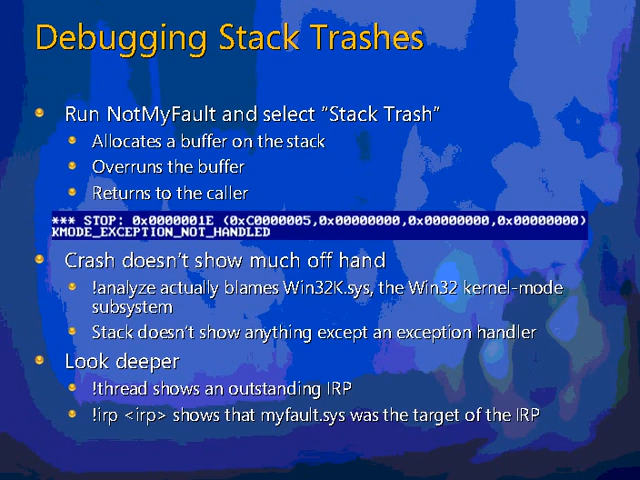 Debugging Stack Trashes
Run NotMyFault and select “Stack Trash”
Allocates a buffer on the stack
Overruns the buffer
Returns to the caller
*** STOP: 0x0000001E (0xC0000005,0x00000000,0x00000000,0x00000000)
KMODE_EXCEPTION_NOT_HANDLED
Crash doesn’t show much off hand
!analyze actually blames Win32K.sys, the Win32 kernel-mode
subsystem
Stack doesn’t show anything except an exception handler
Look deeper
!thread shows an outstanding IRP
!irp <irp> shows that myfault.sys was the target of the IRP